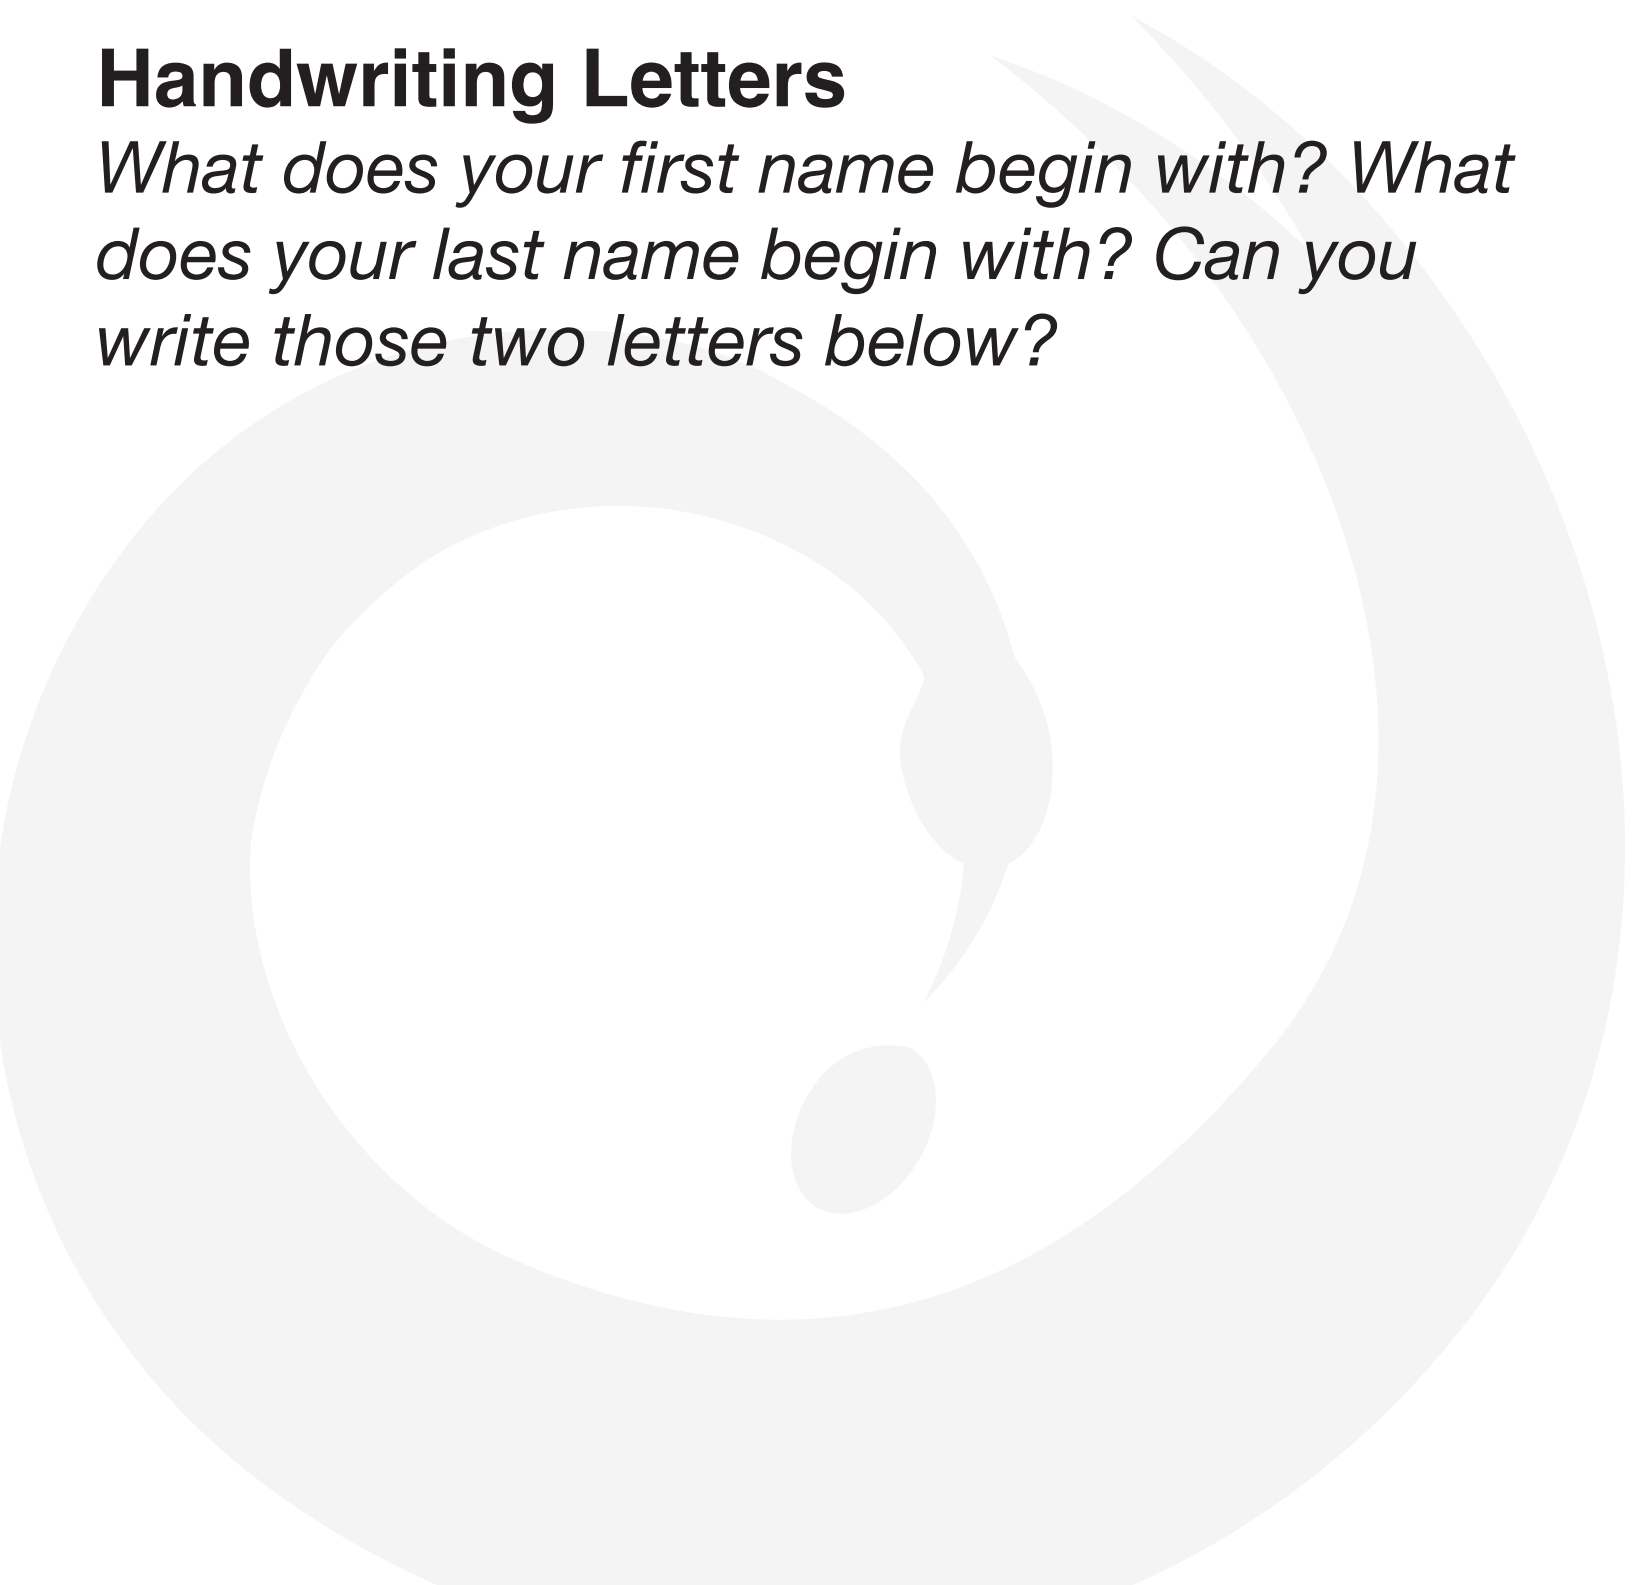 Handwriting Letters
What does your first name begin with? What
does your last name begin with? Can you
write those two letters below?